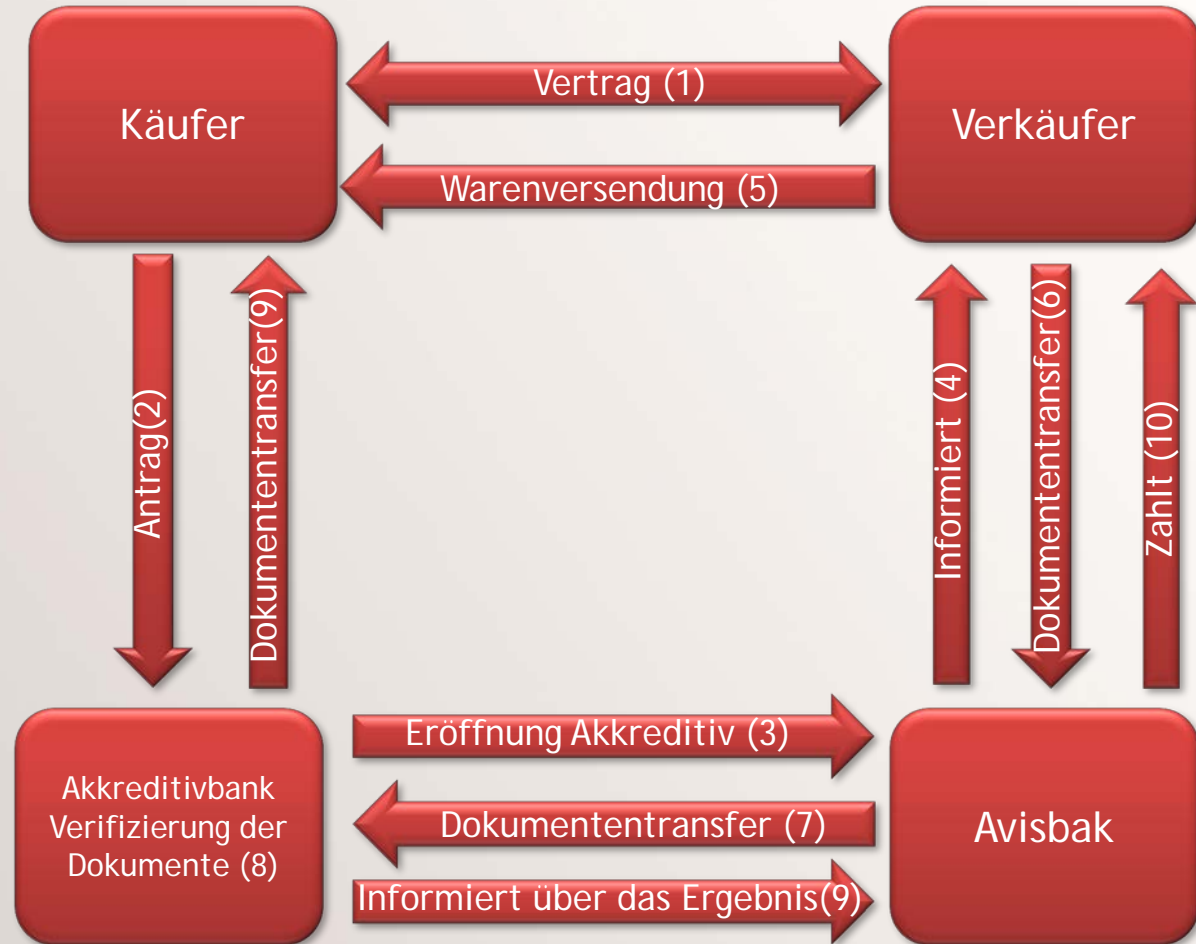 Käufer
Vertrag (1)
Verkäufer
Warenversendung (5)
Antrag(2)
Dokumententransfer(9)
Informiert (4)
Dokumententransfer(6)
Zahlt (10)
Akkreditivbank
Verifizierung der
Dokumente (8)
Eröffnung Akkreditiv (3)
Dokumententransfer (7)
Informiert über das Ergebnis(9)
Avisbak